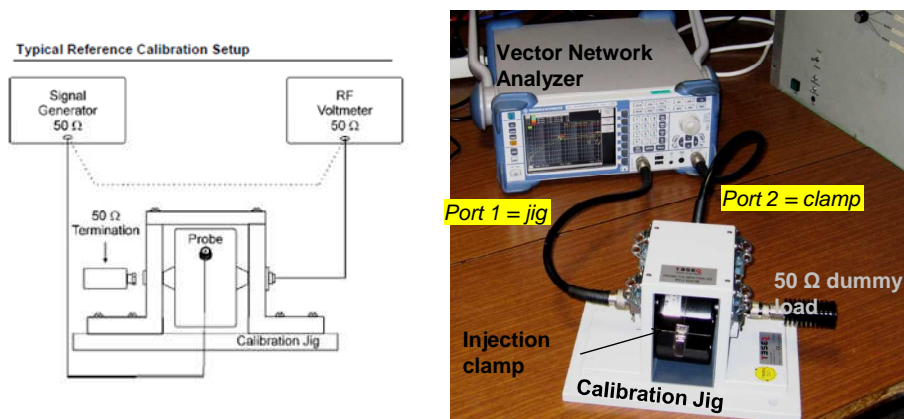 Typical Reference Calibration Setup
Signal
Generator
50 Ω
RF
Voltmeter
50 Ω
50 Ω
Termination
Probe
Calibration Jig
Vector Network
Analyzer
Port 1 = jig
Port 2 = clamp
50 Ω dummy
load
Injection
clamp
Calibration Jig